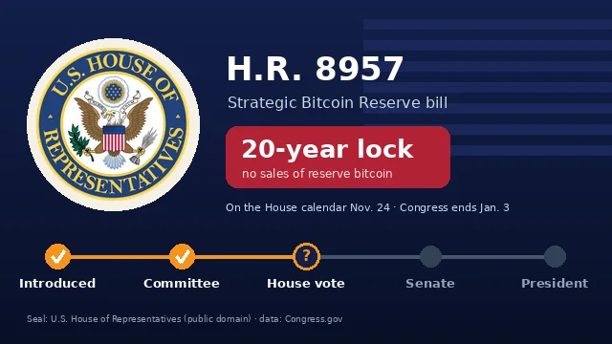 U.S. HOUSE OF
REPRESENTATIVES
H.R. 8957
Strategic Bitcoin Reserve bill
20-year lock
no sales of reserve bitcoin
On the House calendar Nov. 24 · Congress ends Jan. 3
?
Introduced
Committee
House vote
Senate
President
Seal: U.S. House of Representatives (public domain) · data: Congress.gov